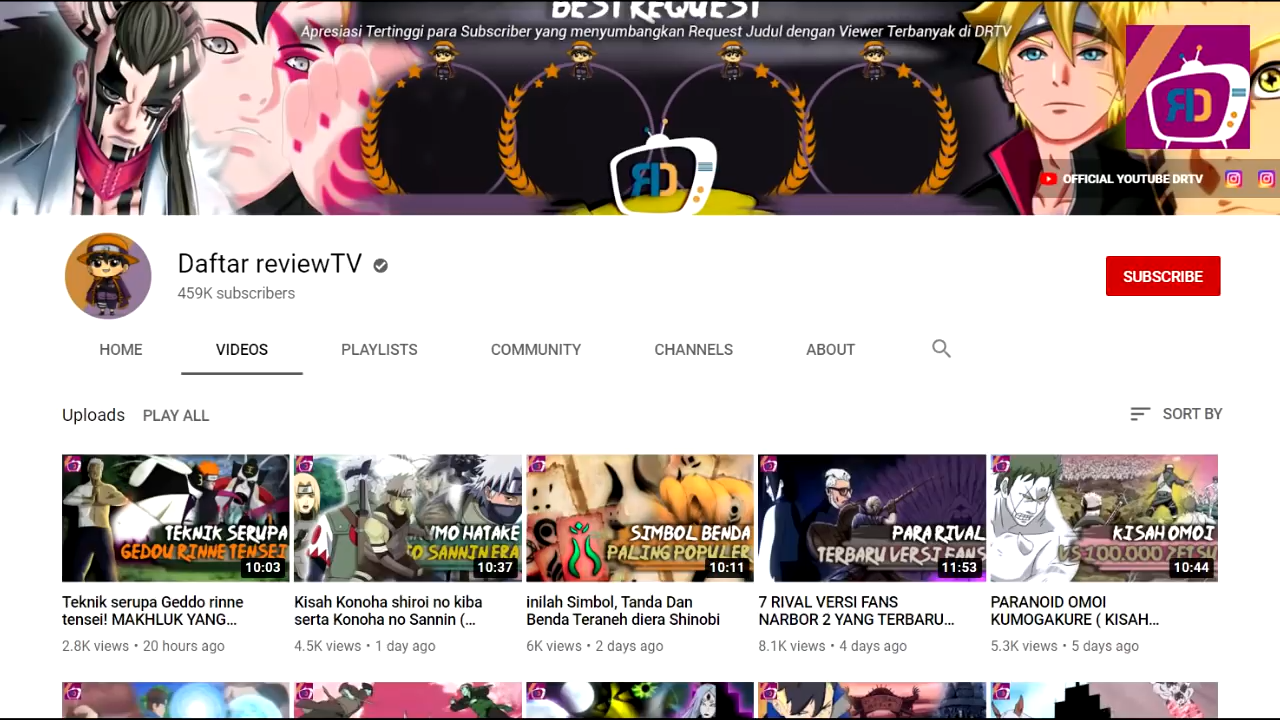 BEST REQUEST
Apresiasi Tertinggi para Subscriber yang menyumbangkan Request Judul dengan Viewer Terbanyak di DRTV
OFFICIAL YOUTUBE DRTV
Daftar reviewTV
459K subscribers
SUBSCRIBE
HOME VIDEOS PLAYLISTS COMMUNITY CHANNELS ABOUT
Uploads PLAY ALL SORT BY
TEKNIK SERUPA
GEDOU RINNE TENSEI
10:03
HATAKE
SANNIN ERA
10:37
SIMBOL BENDA
PALING POPULER
10:11
PARA RIVAL
TERBARU VERSI FANS
11:53
KISAH OMOI
VS 100.000 ZETSU
10:44
Teknik serupa Geddo rinne
tensei! MAKHLUK YANG...
2.8K views • 20 hours ago
Kisah Konoha shiroi no kiba
serta Konoha no Sannin (...
4.5K views • 1 day ago
inilah Simbol, Tanda Dan
Benda Teraneh diera Shinobi
6K views • 2 days ago
7 RIVAL VERSI FANS
NARBOR 2 YANG TERBARU...
8.1K views • 4 days ago
PARANOID OMOI
KUMOGAKURE ( KISAH...
5.3K views • 5 days ago